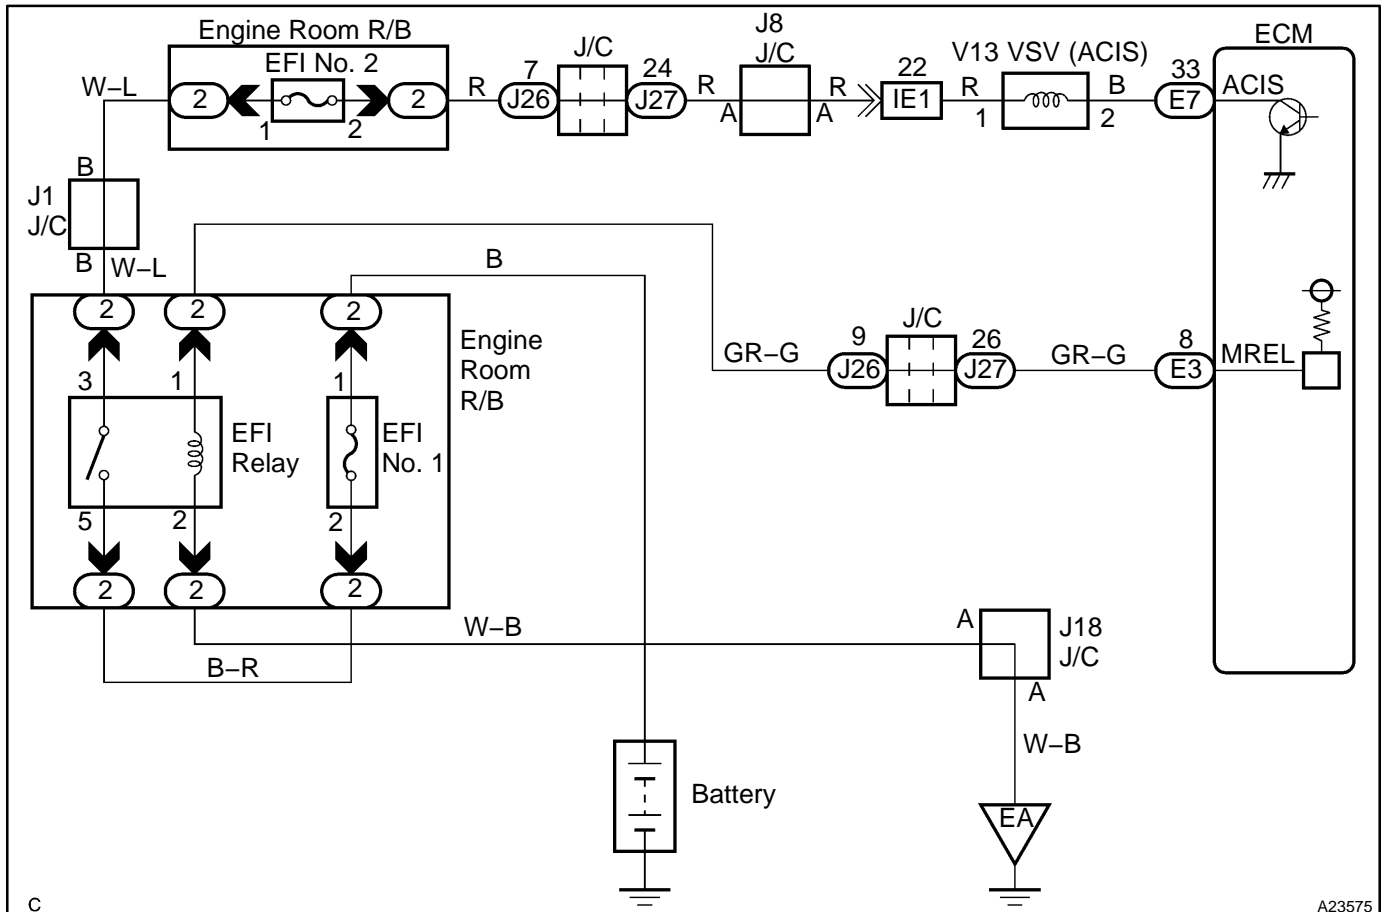 Engine Room R/B
EFI No. 2
W–L
2
1
2
2
R
7
J26
J/C
24
J27
R
A
J8
J/C
A
R
22
IE1
R
1
V13 VSV (ACIS)
B
2
33
E7
ECM
ACIS
B
J1
J/C
B
W–L
B
2
2
2
Engine
Room
R/B
3
1
1
EFI
Relay
EFI
No. 1
5
2
2
2
2
2
GR–G
9
J26
J/C
26
J27
GR–G
8
E3
MREL
W–B
B–R
A
J18
J/C
A
W–B
EA
Battery
C
A23575